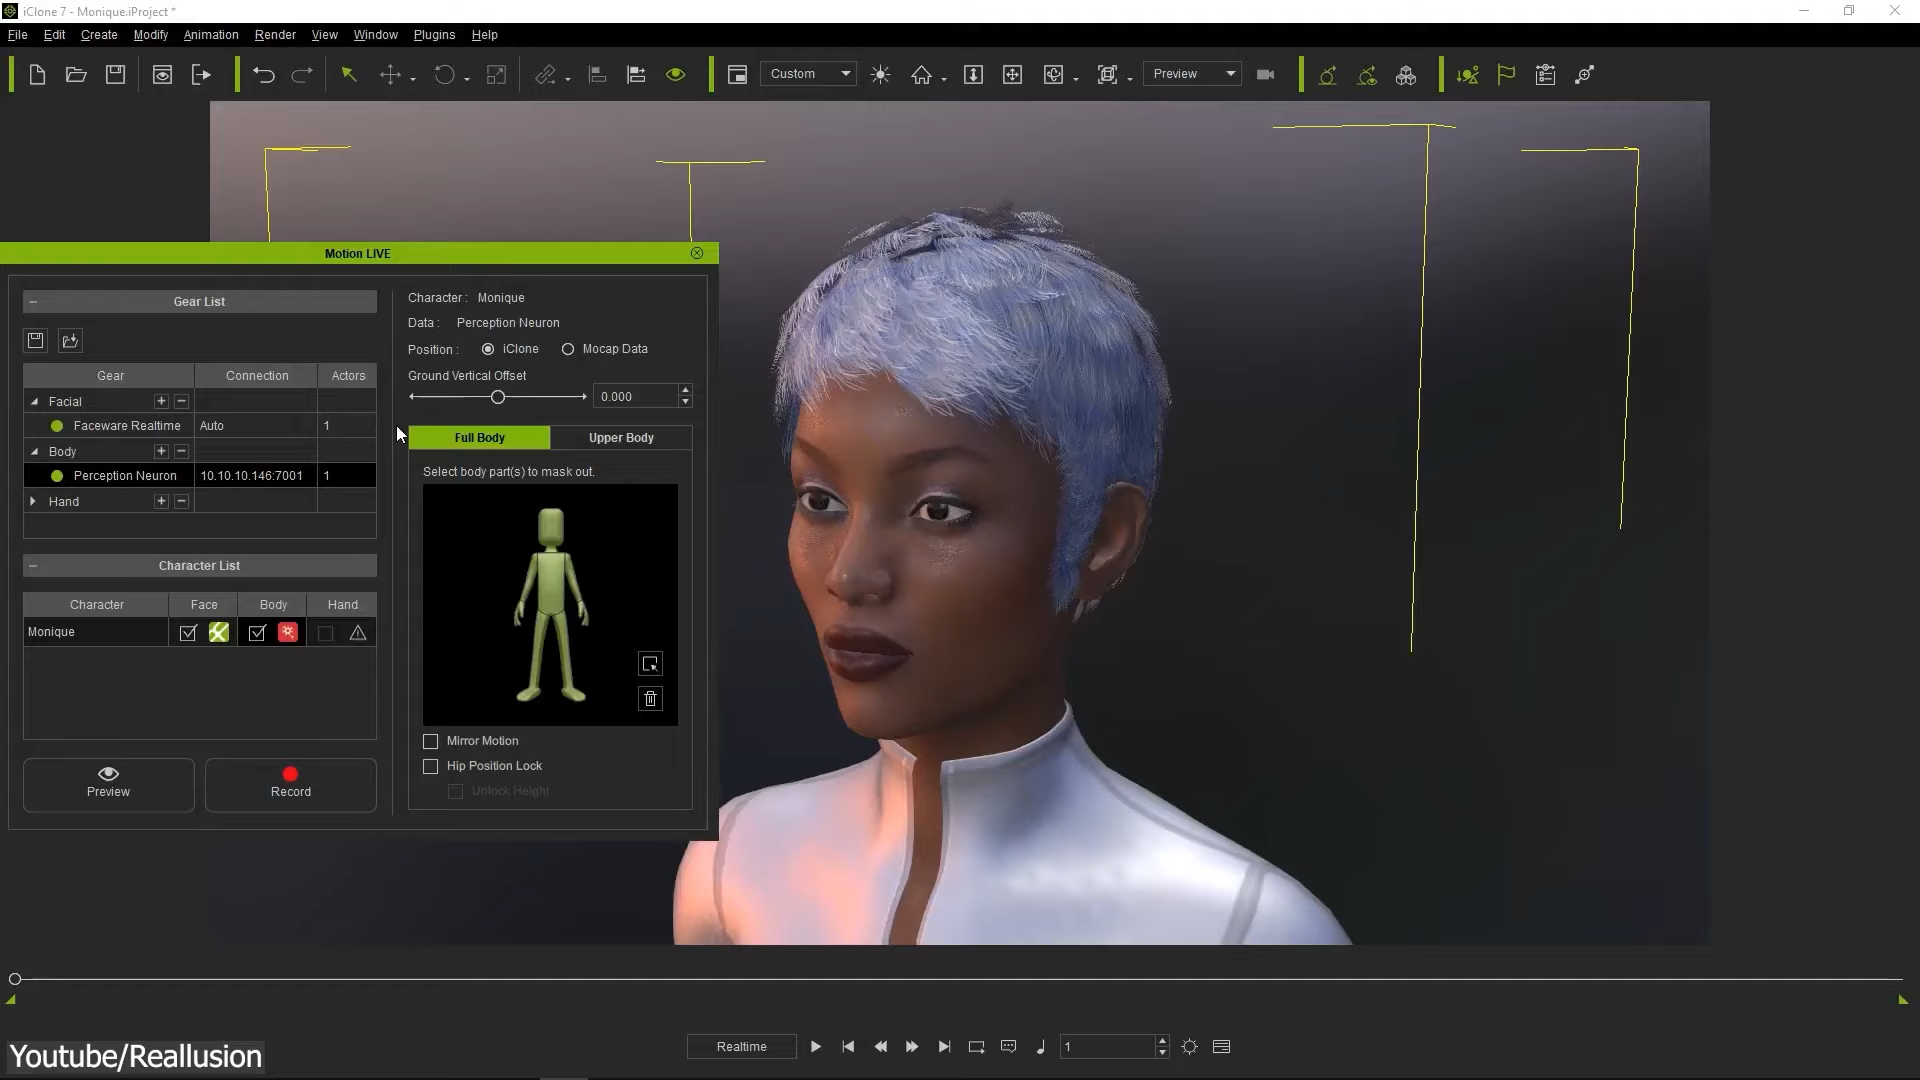 iClone 7 - Monique.iProject *
File Edit Create Modify Animation Render View Window Plugins Help
Custom Preview
Motion LIVE
Gear List
Gear Connection Actors
Facial
Faceware Realtime Auto 1
Body
Perception Neuron 10.10.10.146:7001 1
Hand
Character List
Character Face Body Hand
Monique
Preview
Record
Character : Monique
Data : Perception Neuron
Position : iClone Mocap Data
Ground Vertical Offset
0.000
Full Body Upper Body
Select body part(s) to mask out.
Mirror Motion
Hip Position Lock
Unlock Height
Realtime 1
Youtube/Reallusion